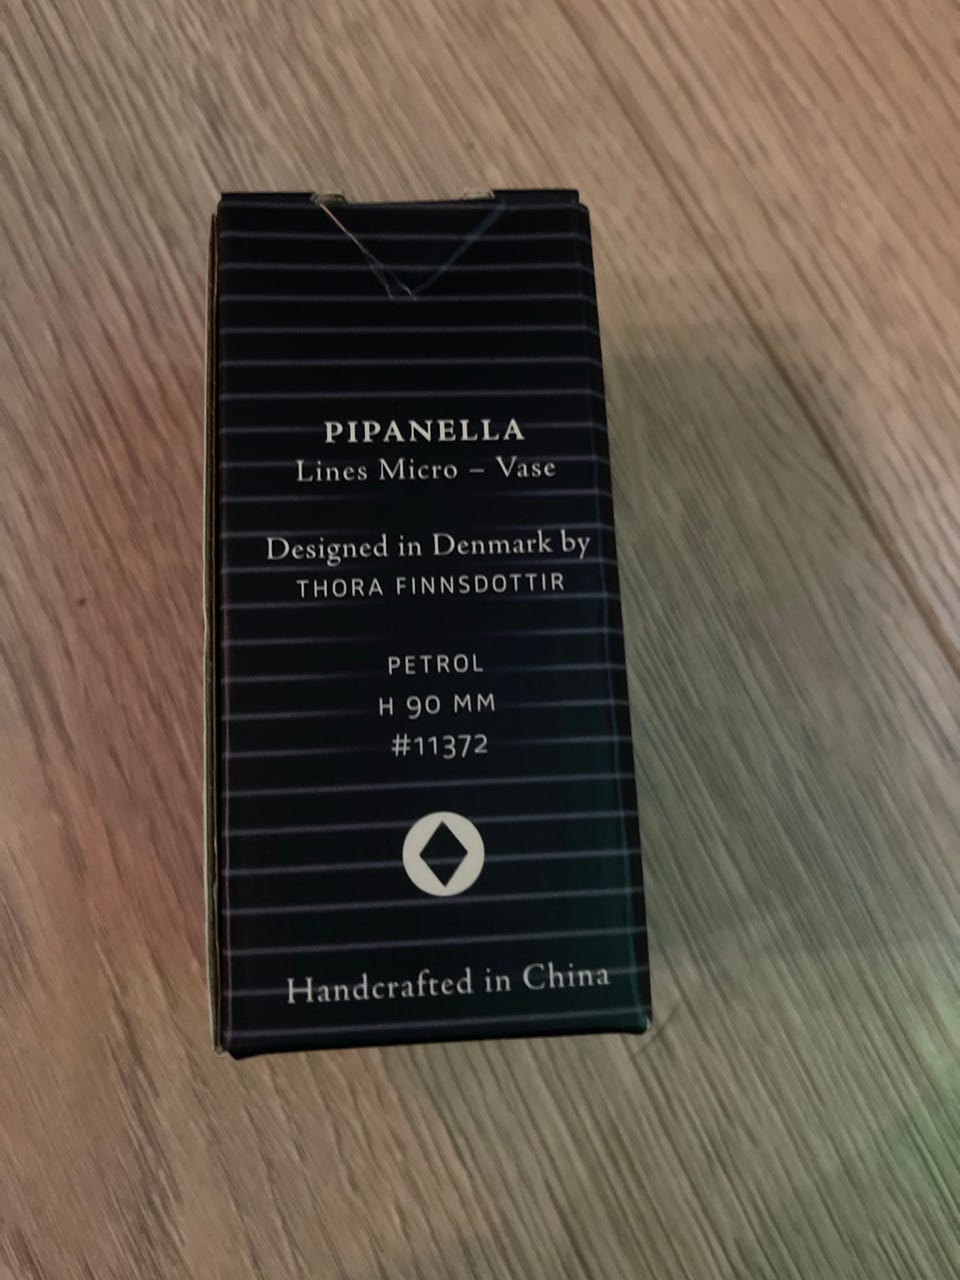 PIPANELLA
Lines Micro – Vase
Designed in Denmark by
THORA FINNSDOTTIR
PETROL
H 90 MM
#11372
Handcrafted in China